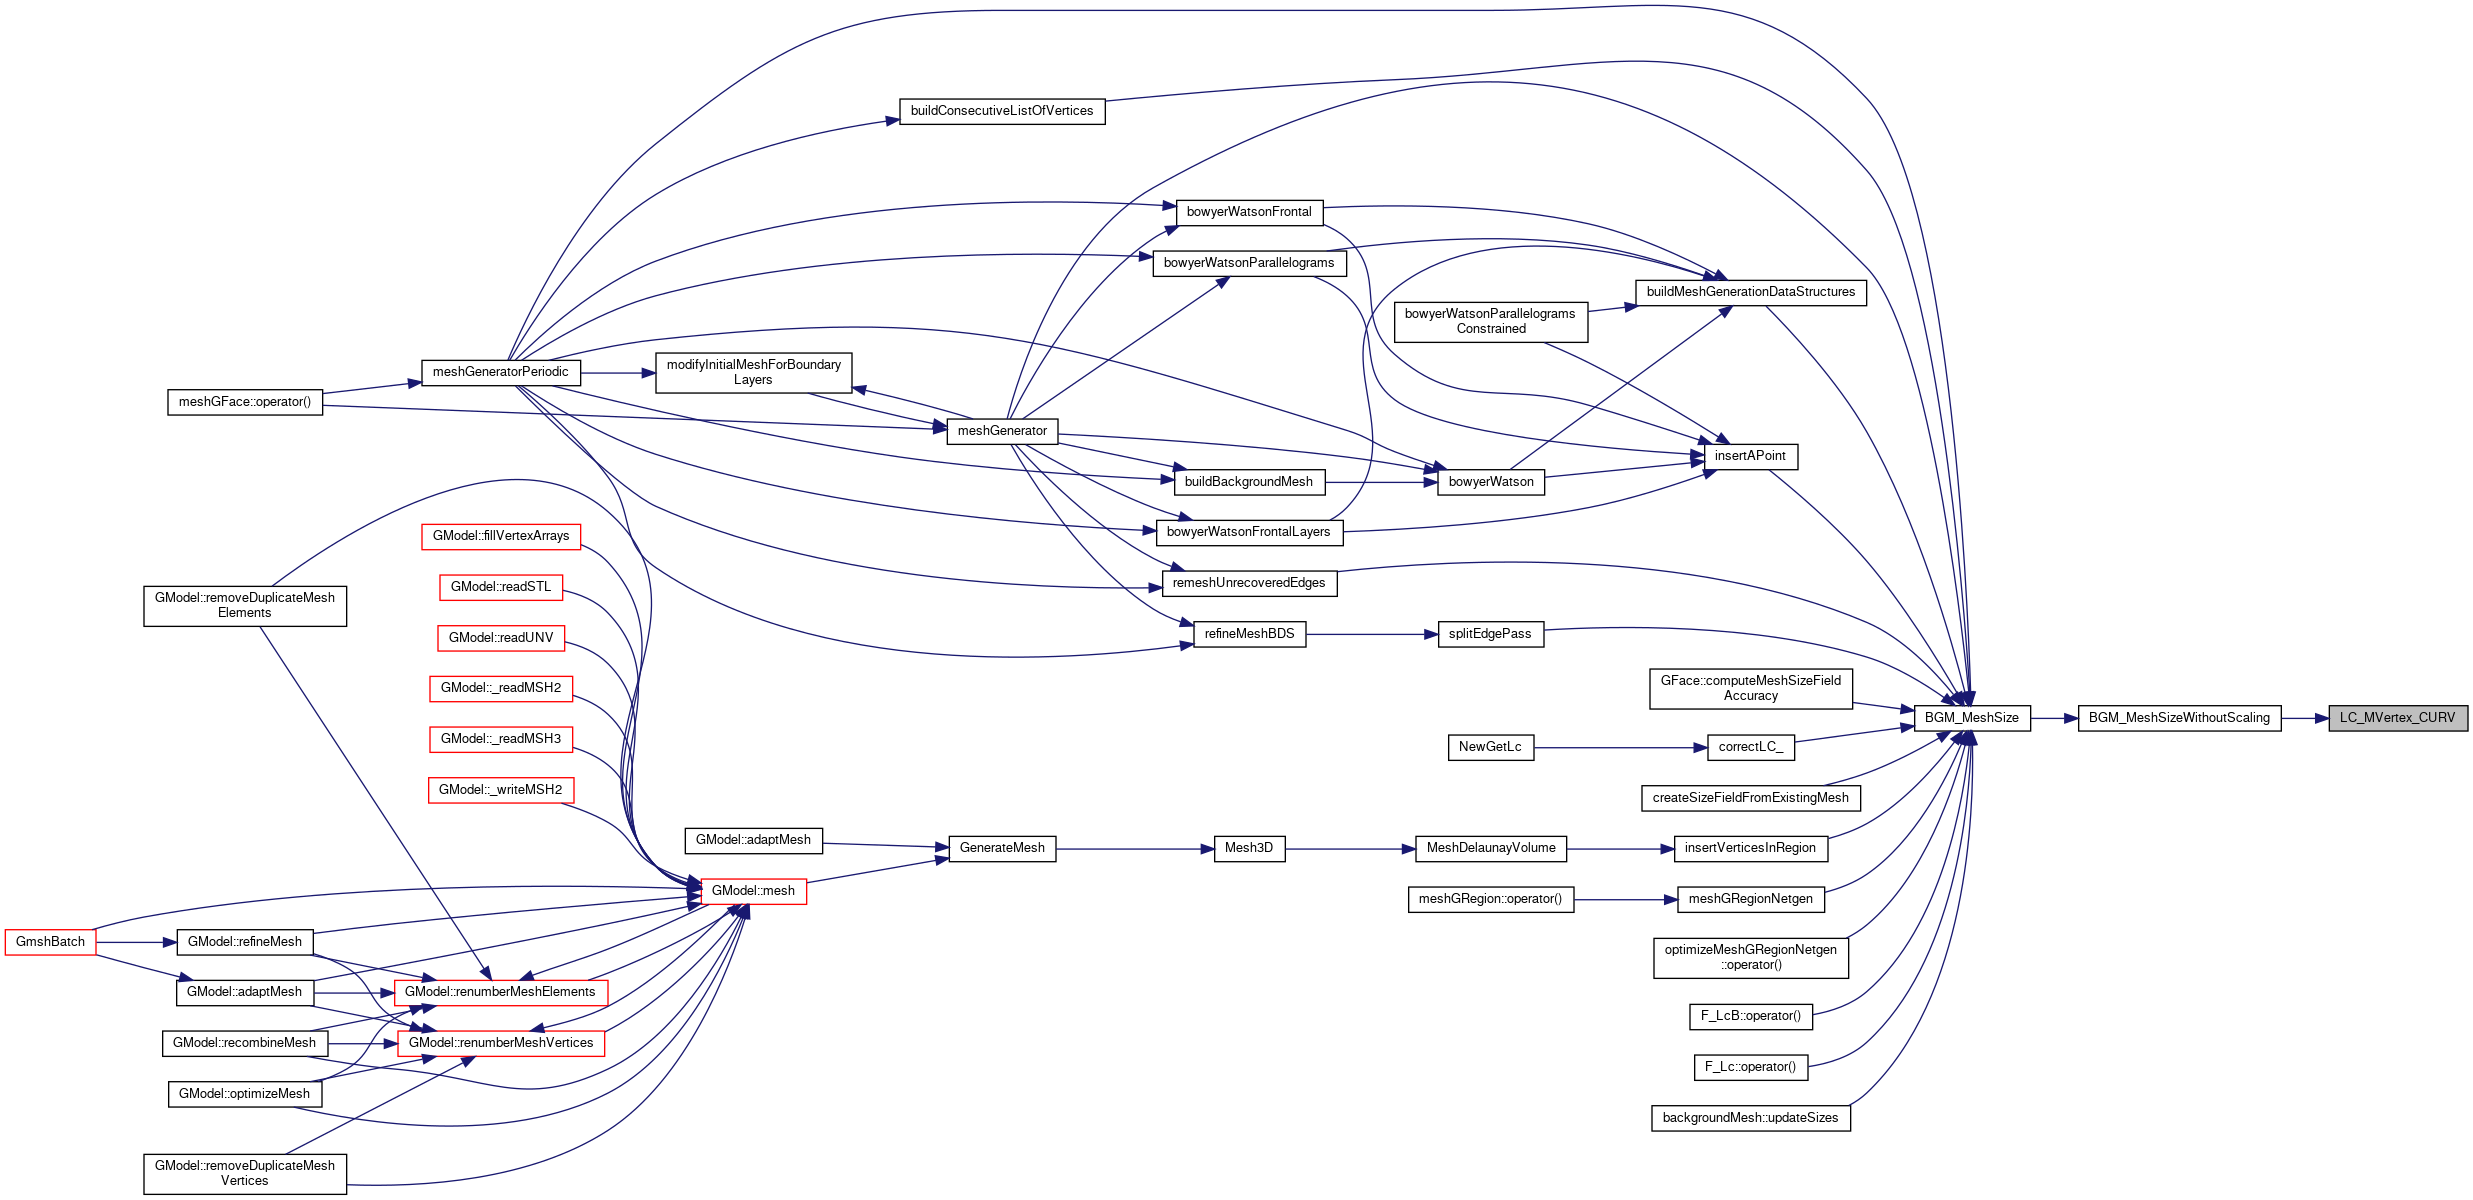 buildConsecutiveListOfVertices
bowyerWatsonFrontal
bowyerWatsonParallelograms
buildMeshGenerationDataStructures
bowyerWatsonParallelograms
Constrained
modifyInitialMeshForBoundary
Layers
meshGeneratorPeriodic
meshGFace::operator()
meshGenerator
insertAPoint
buildBackgroundMesh
bowyerWatson
bowyerWatsonFrontalLayers
GModel::fillVertexArrays
remeshUnrecoveredEdges
GModel::readSTL
GModel::removeDuplicateMesh
Elements
GModel::readUNV
refineMeshBDS
splitEdgePass
GModel::_readMSH2
GFace::computeMeshSizeField
Accuracy
BGM_MeshSize
BGM_MeshSizeWithoutScaling
LC_MVertex_CURV
GModel::_readMSH3
NewGetLc
correctLC_
GModel::_writeMSH2
createSizeFieldFromExistingMesh
GModel::adaptMesh
GenerateMesh
Mesh3D
MeshDelaunayVolume
insertVerticesInRegion
GModel::mesh
meshGRegion::operator()
meshGRegionNetgen
GmshBatch
GModel::refineMesh
optimizeMeshGRegionNetgen
::operator()
GModel::adaptMesh
GModel::renumberMeshElements
F_LcB::operator()
GModel::recombineMesh
GModel::renumberMeshVertices
F_Lc::operator()
GModel::optimizeMesh
backgroundMesh::updateSizes
GModel::removeDuplicateMesh
Vertices